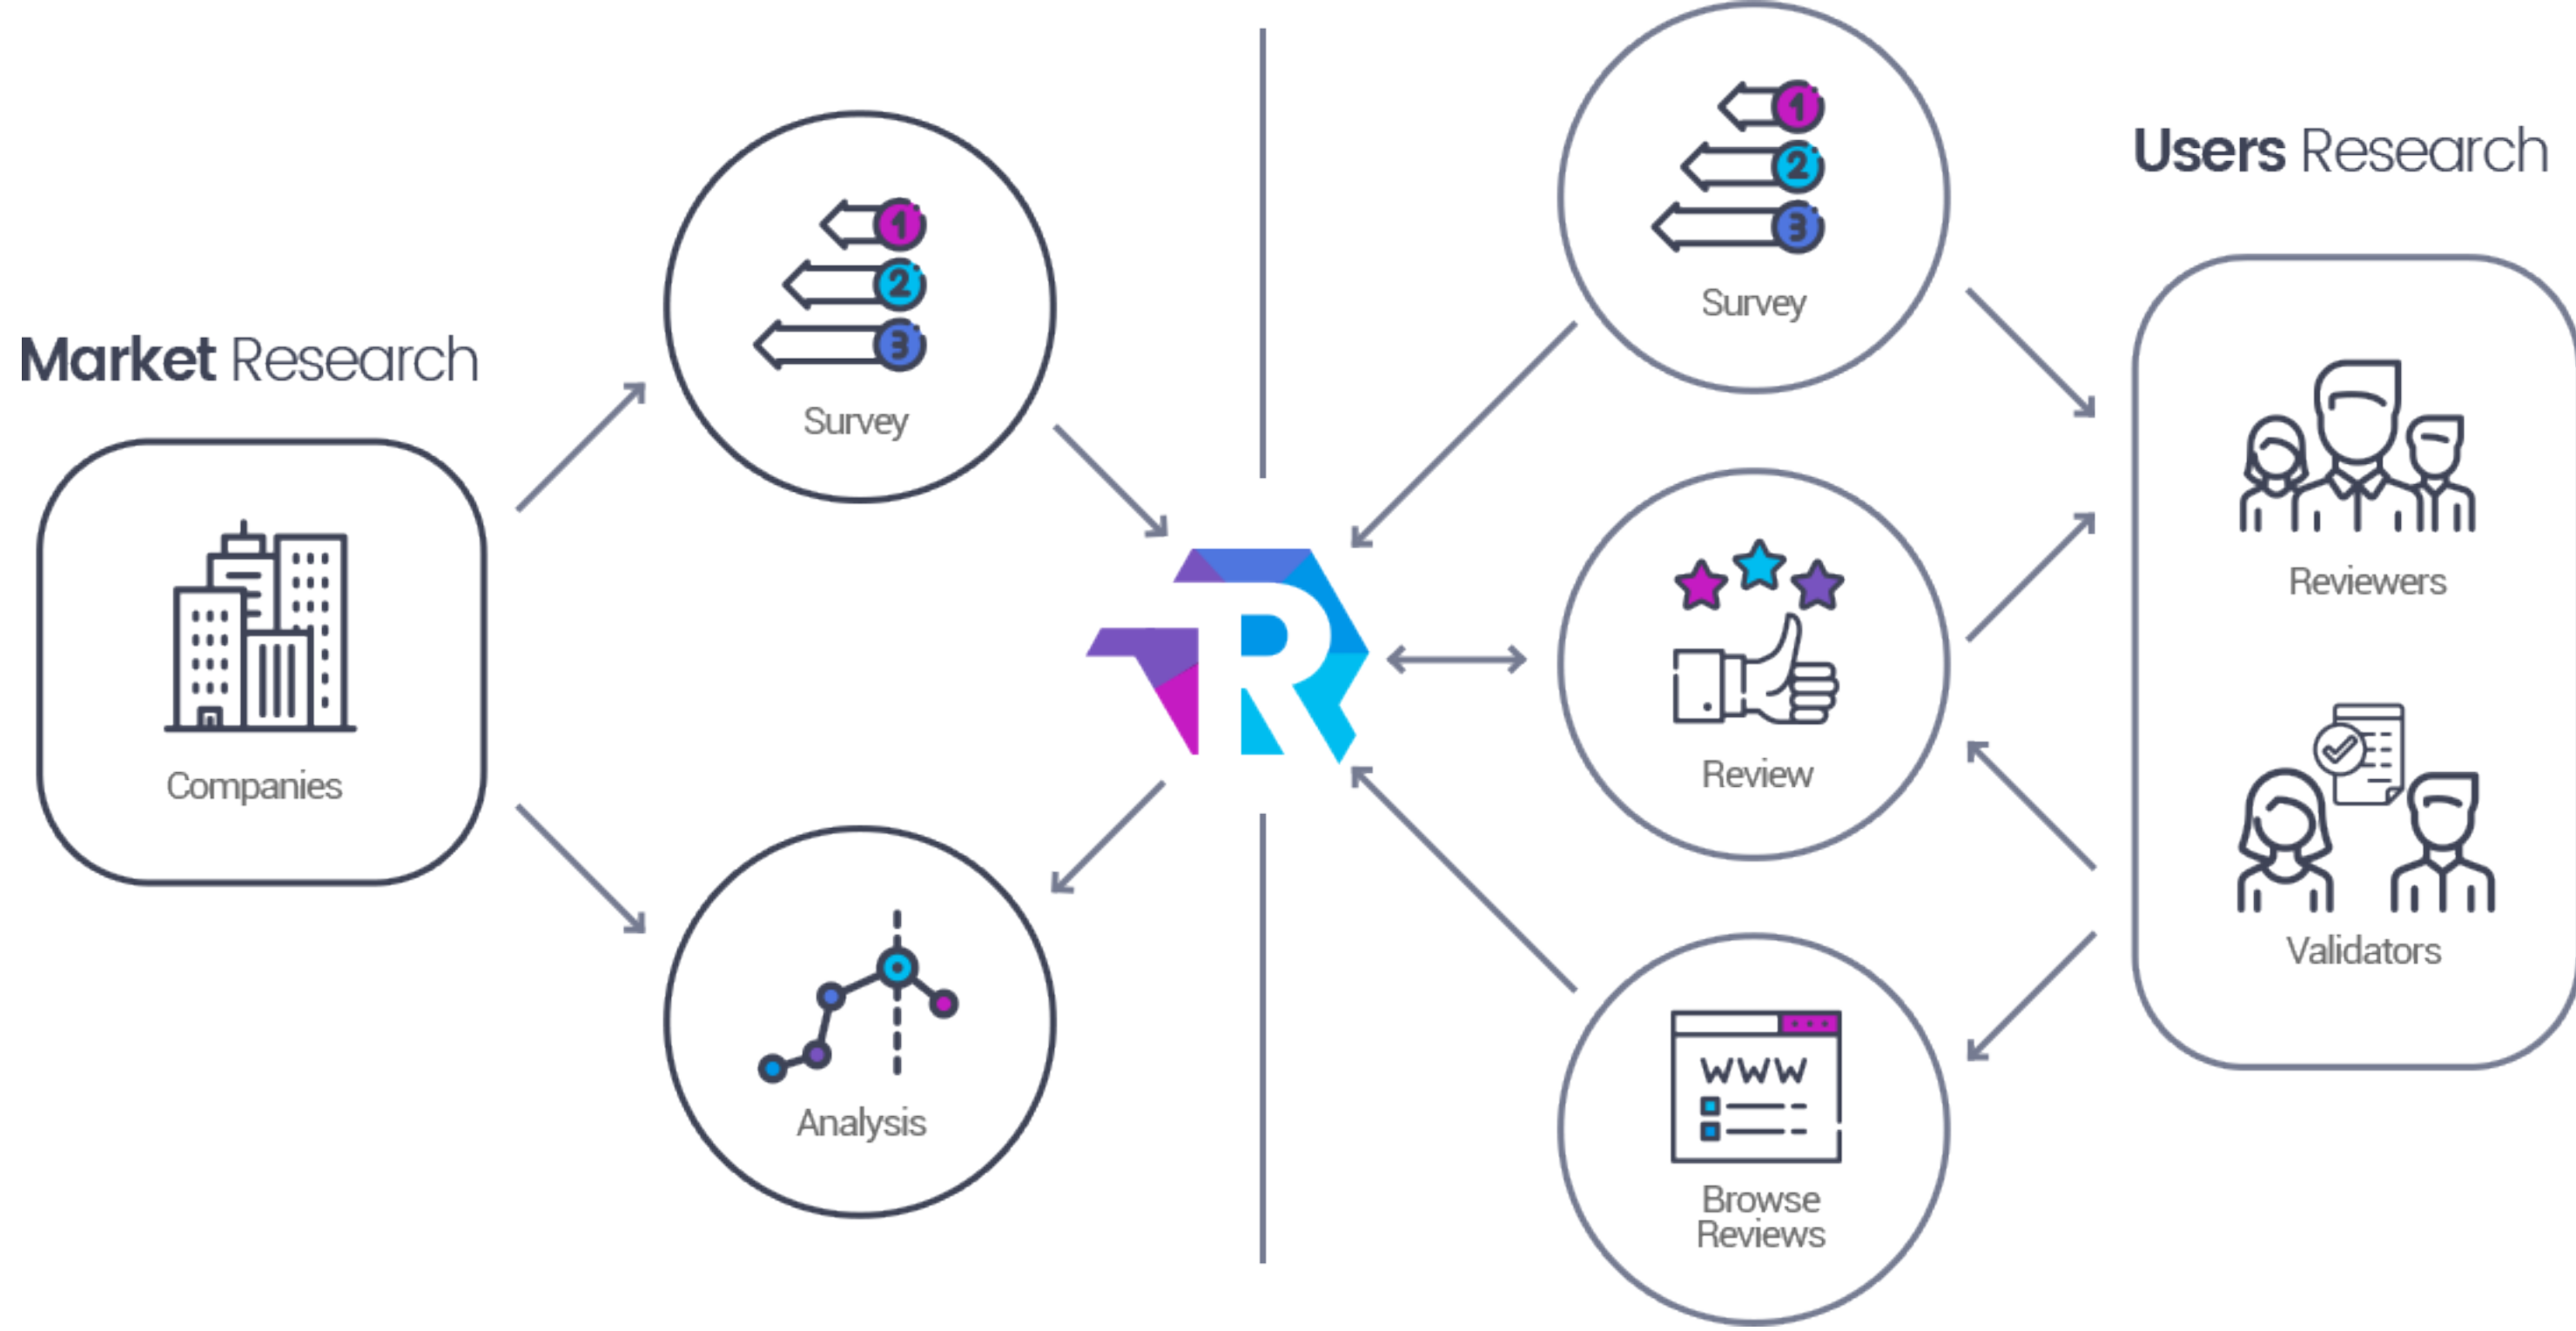 Market Research
Companies
1
2
3
Survey
Analysis
R
1
2
3
Survey
Review
WWW
Browse
Reviews
Users Research
Reviewers
Validators